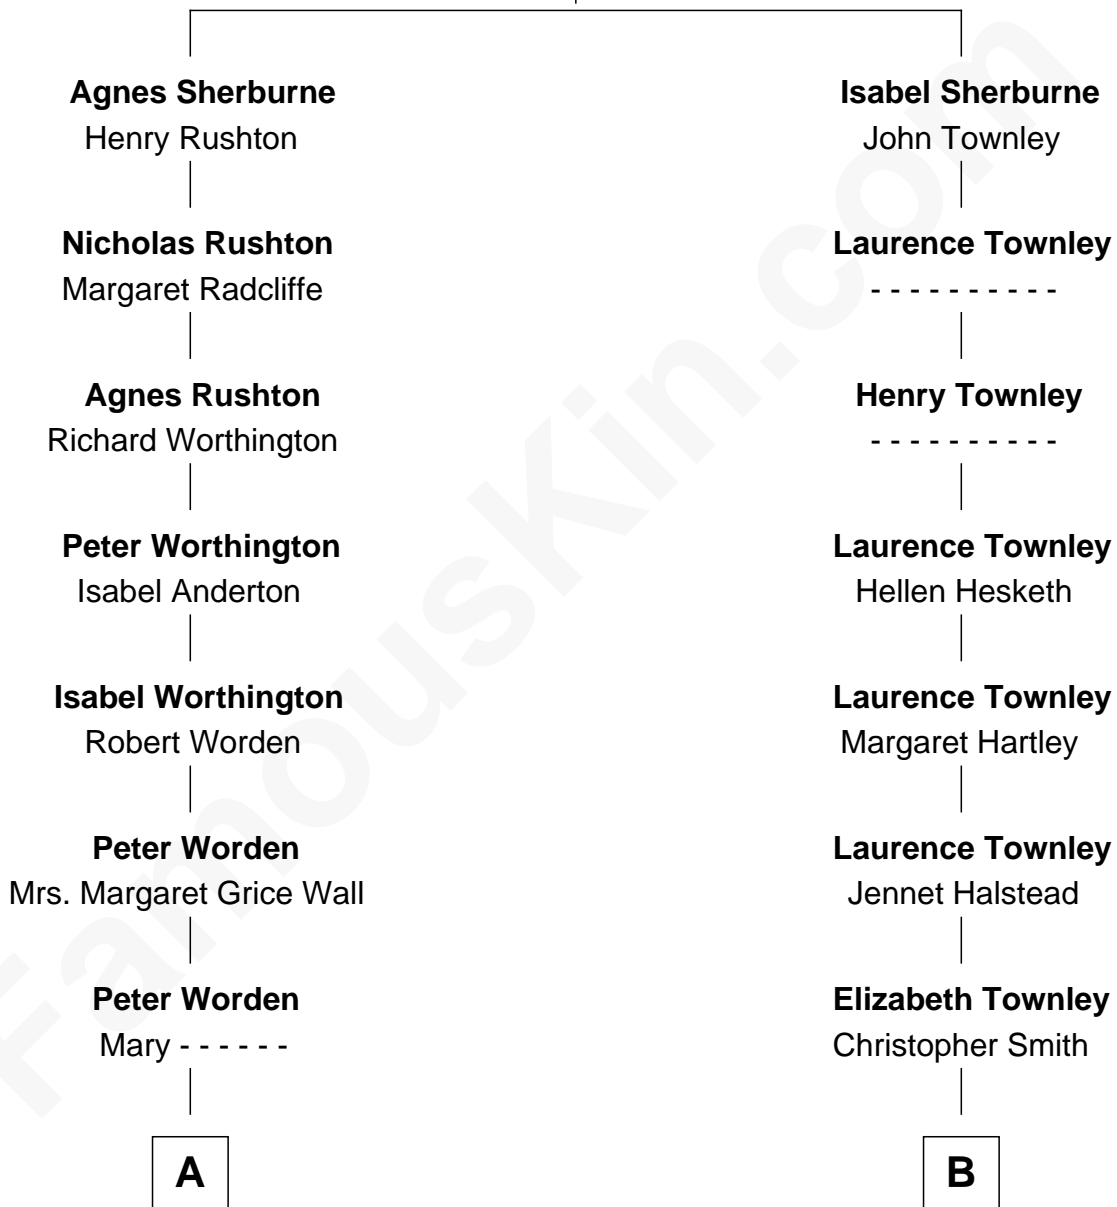 Agnes Sherburne
Henry Rushton
Nicholas Rushton
Margaret Radcliffe
Agnes Rushton
Richard Worthington
Peter Worthington
Isabel Anderton
Isabel Worthington
Robert Worden
Peter Worden
Mrs. Margaret Grice Wall
Peter Worden
Mary - - - - - -
A
Isabel Sherburne
John Townley
Laurence Townley
- - - - - - - - - -
Henry Townley
- - - - - - - - - -
Laurence Townley
Hellen Hesketh
Laurence Townley
Margaret Hartley
Laurence Townley
Jennet Halstead
Elizabeth Townley
Christopher Smith
B
FamousKin.com